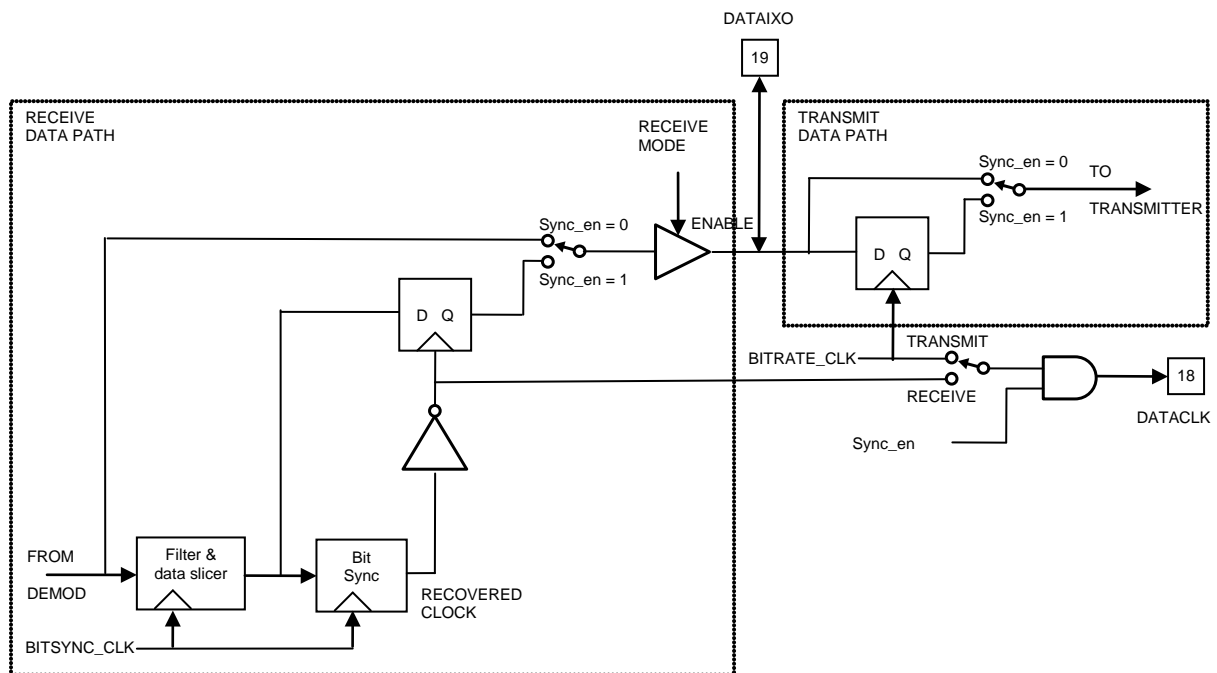 DATAIXO
19
RECEIVE
DATA PATH
RECEIVE
MODE
ENABLE
Sync_en = 0
Sync_en = 1
D Q
TRANSMIT
DATA PATH
Sync_en = 0
Sync_en = 1
TO
TRANSMITTER
D Q
BITRATE_CLK
TRANSMIT
RECEIVE
Sync_en
18
DATACLK
FROM
DEMOD
Filter &
data slicer
Bit
Sync
RECOVERED
CLOCK
BITSYNC_CLK